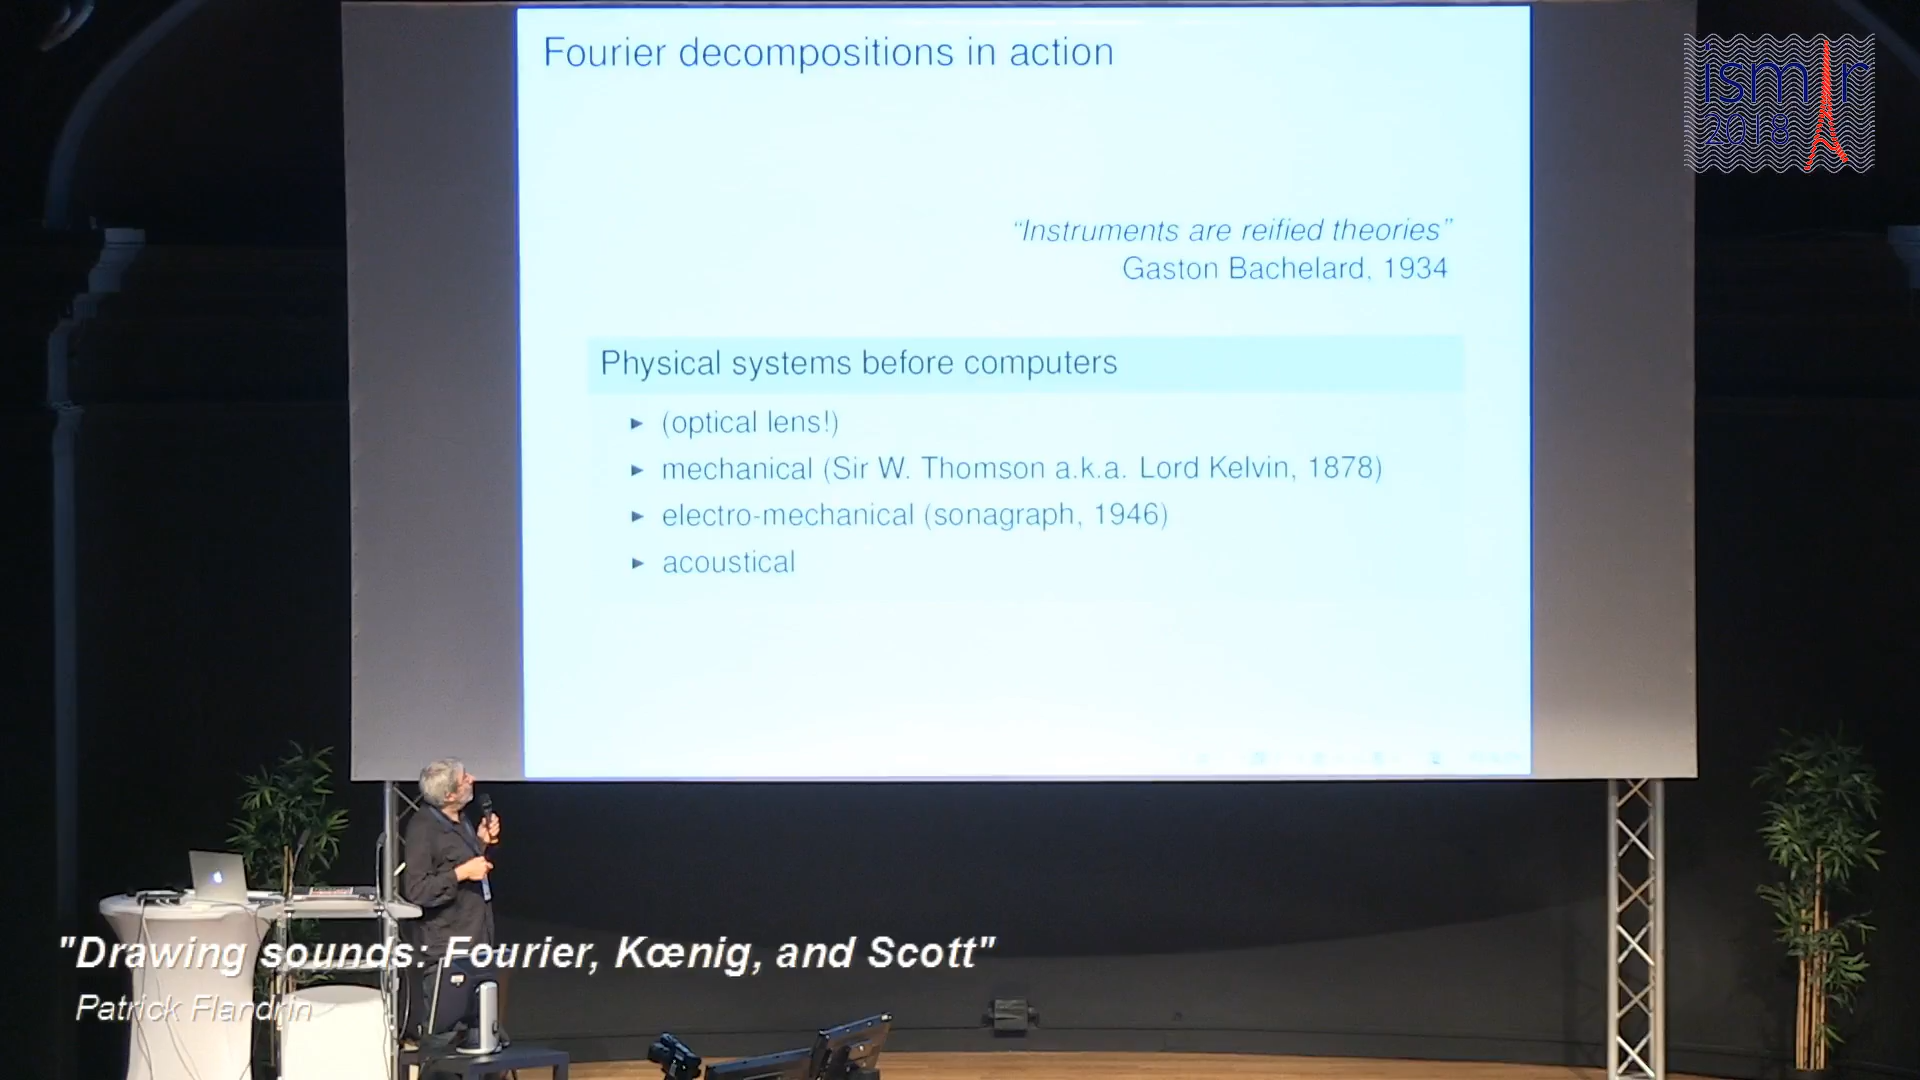 Fourier decompositions in action
ismir
2018
“Instruments are reified theories”
Gaston Bachelard, 1934
Physical systems before computers
► (optical lens!)
► mechanical (Sir W. Thomson a.k.a. Lord Kelvin, 1878)
► electro-mechanical (sonagraph, 1946)
► acoustical
"Drawing sounds: Fourier, Kœnig, and Scott"
Patrick Flandrin